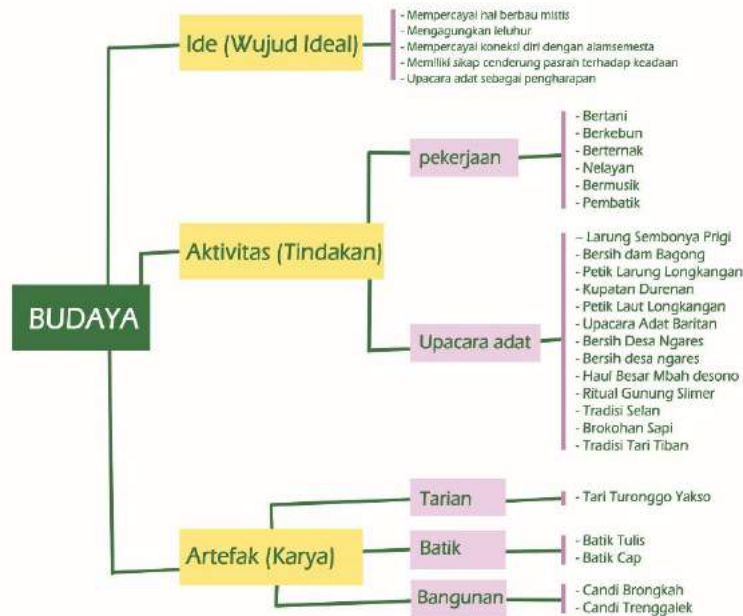 BUDAYA
Ide (Wujud Ideal)
- Mempercayai hal berbau mistis
- Mengagungkan leluhur
- Mempercayai koneksi diri dengan alamsemesta
- Memiliki sikap cenderung pasrah terhadap keadaan
- Upacara adat sebagai pengharapan
Aktivitas (Tindakan)
pekerjaan
- Bertani
- Berkebun
- Berternak
- Nelayan
- Bermusik
- Pembatik
Upacara adat
- Larung Sembonya Prigi
- Bersih dam Bagong
- Petik Larung Longkangan
- Kupatan Durenan
- Petik Laut Longkangan
- Upacara Adat Baritan
- Bersih Desa Ngares
- Bersih desa ngares
- Haul Besar Mbah desono
- Ritual Gunung Slimer
- Tradisi Selan
- Brokohan Sapi
- Tradisi Tari Tiban
Artefak (Karya)
Tarian
- Tari Turonggo Yakso
Batik
- Batik Tulis
- Batik Cap
Bangunan
- Candi Brongkah
- Candi Trenggalek